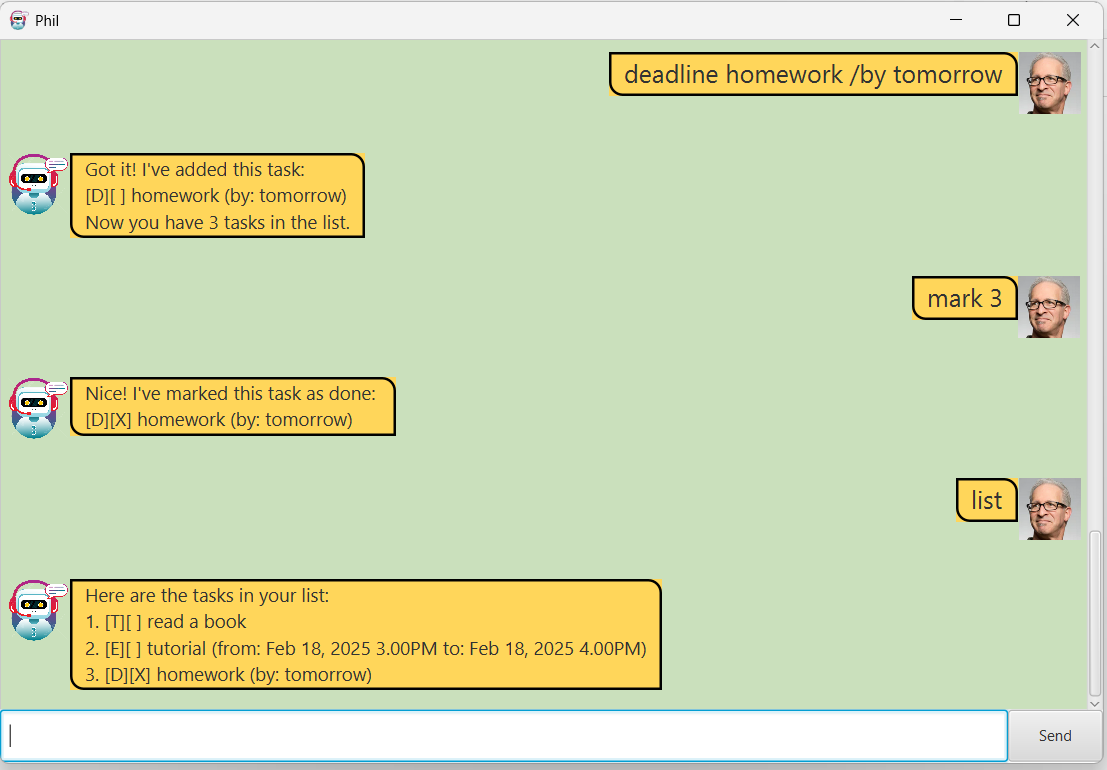 Phil
deadline homework /by tomorrow
Got it! I've added this task:
[D][ ] homework (by: tomorrow)
Now you have 3 tasks in the list.
mark 3
Nice! I've marked this task as done:
[D][X] homework (by: tomorrow)
list
Here are the tasks in your list:
1. [T][ ] read a book
2. [E][ ] tutorial (from: Feb 18, 2025 3.00PM to: Feb 18, 2025 4.00PM)
3. [D][X] homework (by: tomorrow)
Send